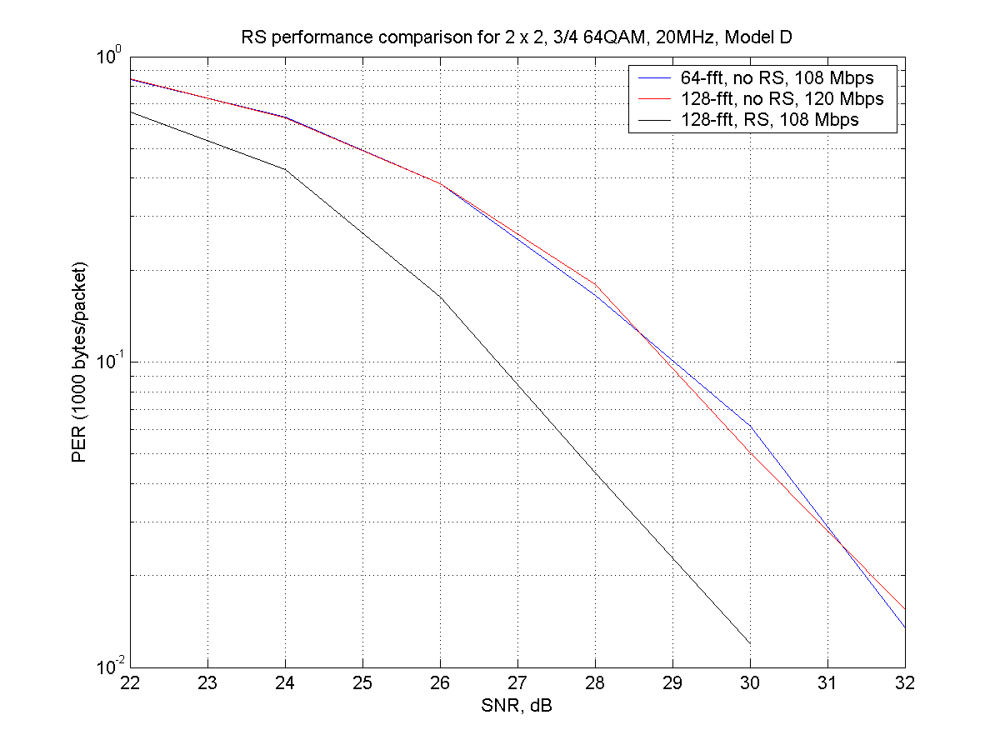 RS performance comparison for 2 x 2, 3/4 64QAM, 20MHz, Model D
10^0
64-fft, no RS, 108 Mbps
128-fft, no RS, 120 Mbps
128-fft, RS, 108 Mbps
PER (1000 bytes/packet)
10^-1
10^-2
22 23 24 25 26 27 28 29 30 31 32
SNR, dB